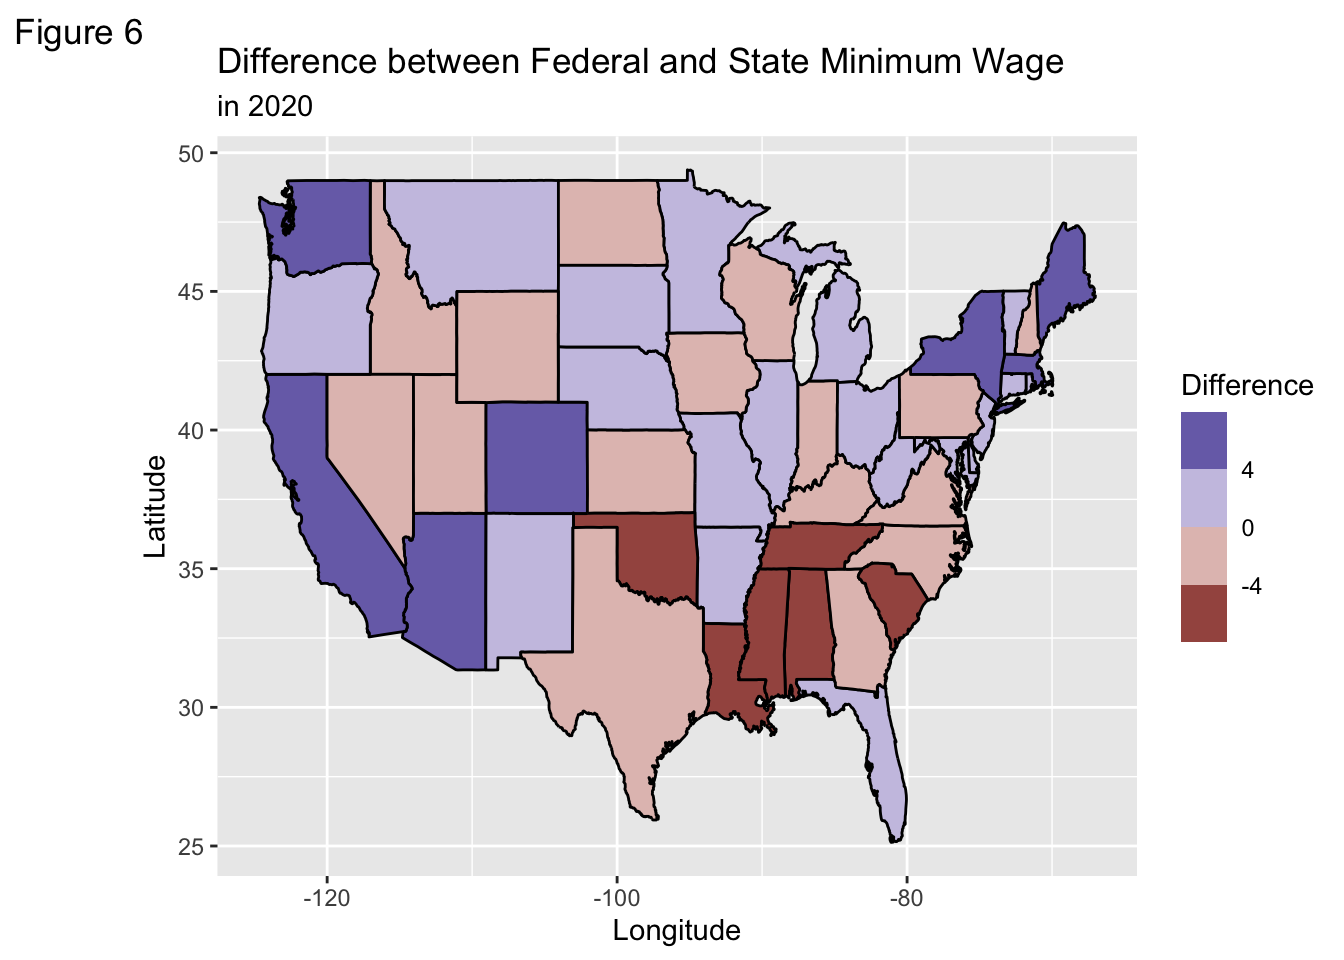 Figure 6
Difference between Federal and State Minimum Wage
in 2020
50
45
40
35
30
25
Latitude
-120
-100
-80
Longitude
Difference
4
0
-4